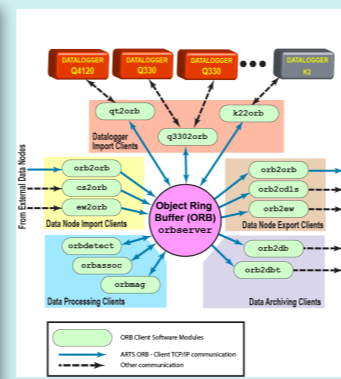 DATALOGGER Q4120
DATALOGGER Q330
DATALOGGER Q330
DATALOGGER K2
qt2orb
q3302orb
k22orb
Datalogger
Import Clients
From External Data Nodes
orb2orb
cs2orb
ew2orb
Data Node Import Clients
Object Ring
Buffer (ORB)
orbserver
orb2orb
orb2dls
orb2ew
Data Node Export Clients
orbdetect
orbassoc
orbmag
Data Processing Clients
orb2db
orb2dbt
Data Archiving Clients
ORB Client Software Modules
ARTS ORB - Client TCP/IP communication
Other communication